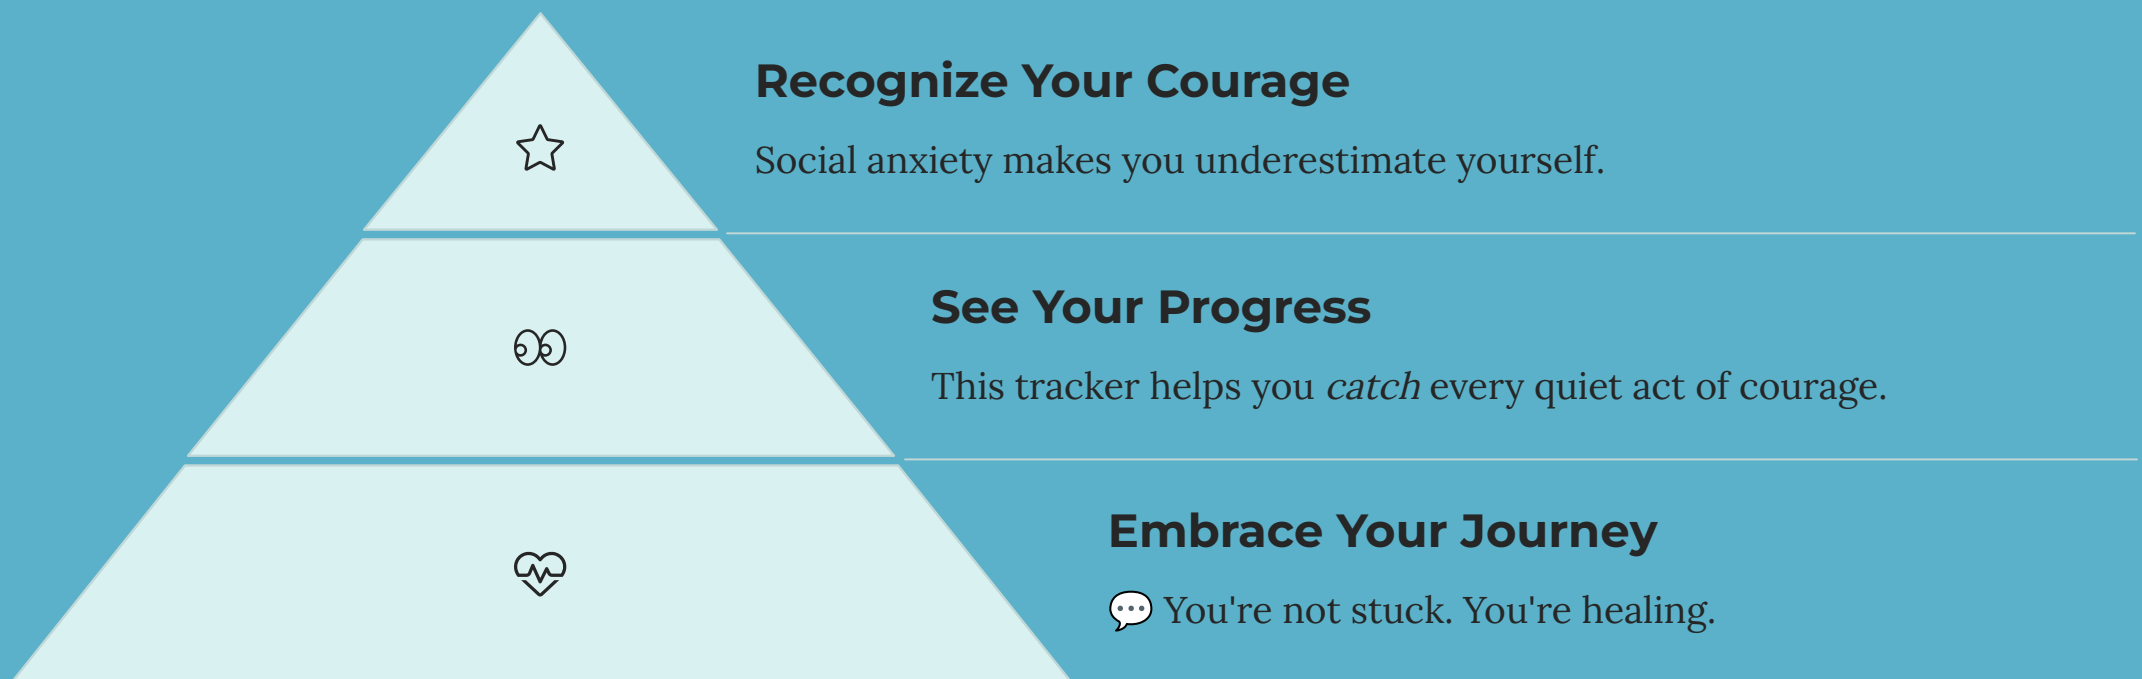 Recognize Your Courage
Social anxiety makes you underestimate yourself.
See Your Progress
This tracker helps you catch every quiet act of courage.
Embrace Your Journey
💬 You're not stuck. You're healing.